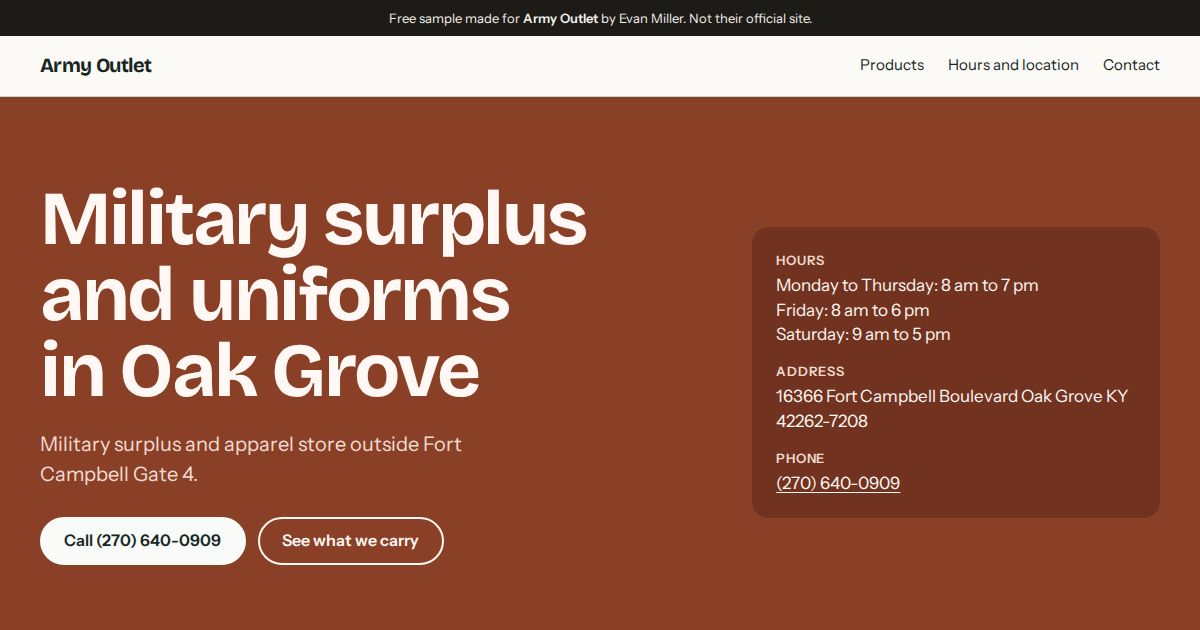 Free sample made for Army Outlet by Evan Miller. Not their official site.
Army Outlet
Products
Hours and location
Contact
Military surplus
and uniforms
in Oak Grove
Military surplus and apparel store outside Fort
Campbell Gate 4.
Call (270) 640-0909
See what we carry
HOURS
Monday to Thursday: 8 am to 7 pm
Friday: 8 am to 6 pm
Saturday: 9 am to 5 pm
ADDRESS
16366 Fort Campbell Boulevard Oak Grove KY
42262-7208
PHONE
(270) 640-0909